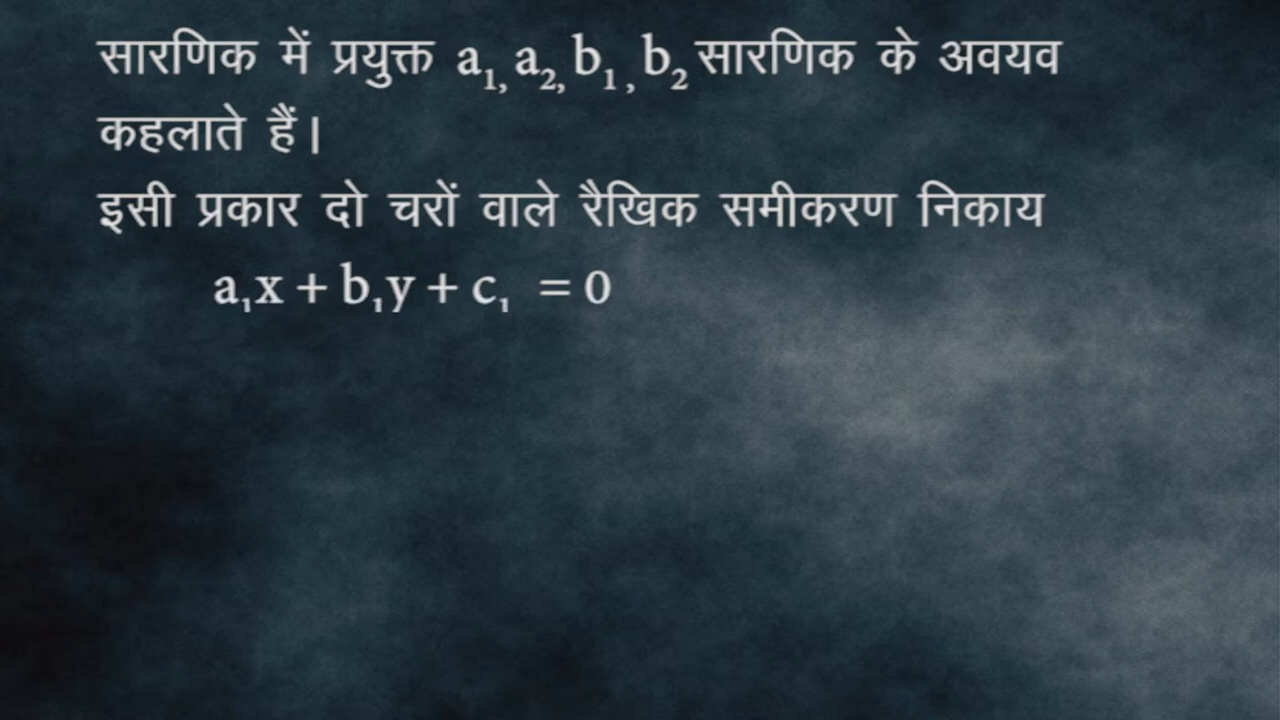 सारणिक में प्रयुक्त a₁, a₂, b₁, b₂ सारणिक के अवयव
कहलाते हैं।
इसी प्रकार दो चरों वाले रैखिक समीकरण निकाय
a₁x + b₁y + c₁ = 0